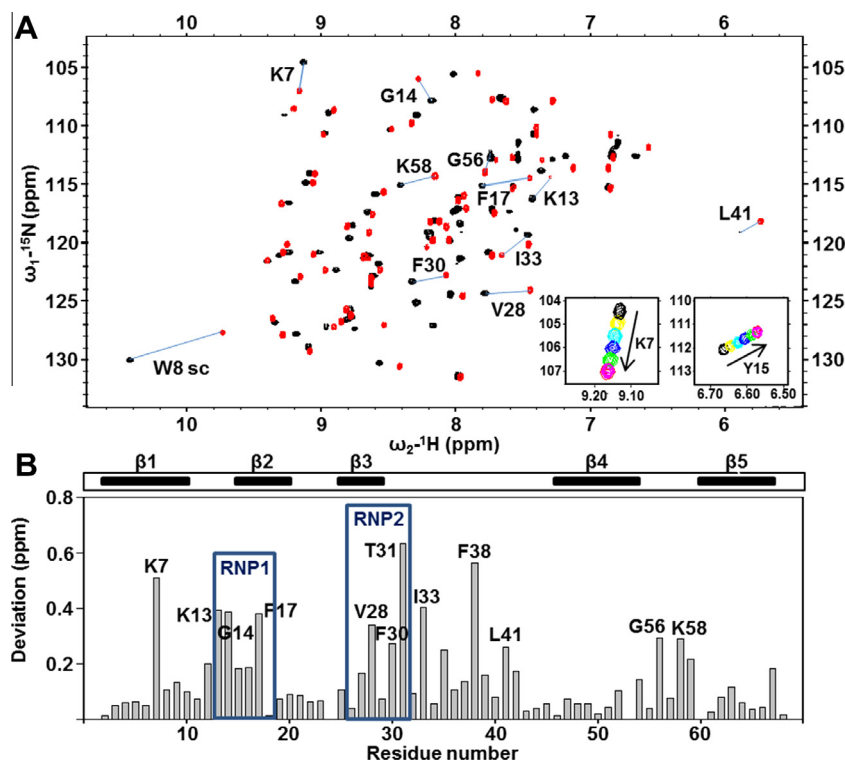 A
10 9 8 7 6
105
110
115
120
125
130
ω1-15N (ppm)
K7
G14
K58
G56
F17
K13
L41
F30
I33
V28
W8 sc
104
105
106
107
K7
9.20 9.10
110
111
112
113
Y15
6.70 6.60 6.50
10 9 8 7 6
ω2-1H (ppm)
B
β1 β2 β3 β4 β5
0.8
0.6
0.4
0.2
Deviation (ppm)
RNP2
RNP1
K7
T31
F38
K13
G14
F17
V28
F30
I33
L41
G56
K58
10 20 30 40 50 60
Residue number